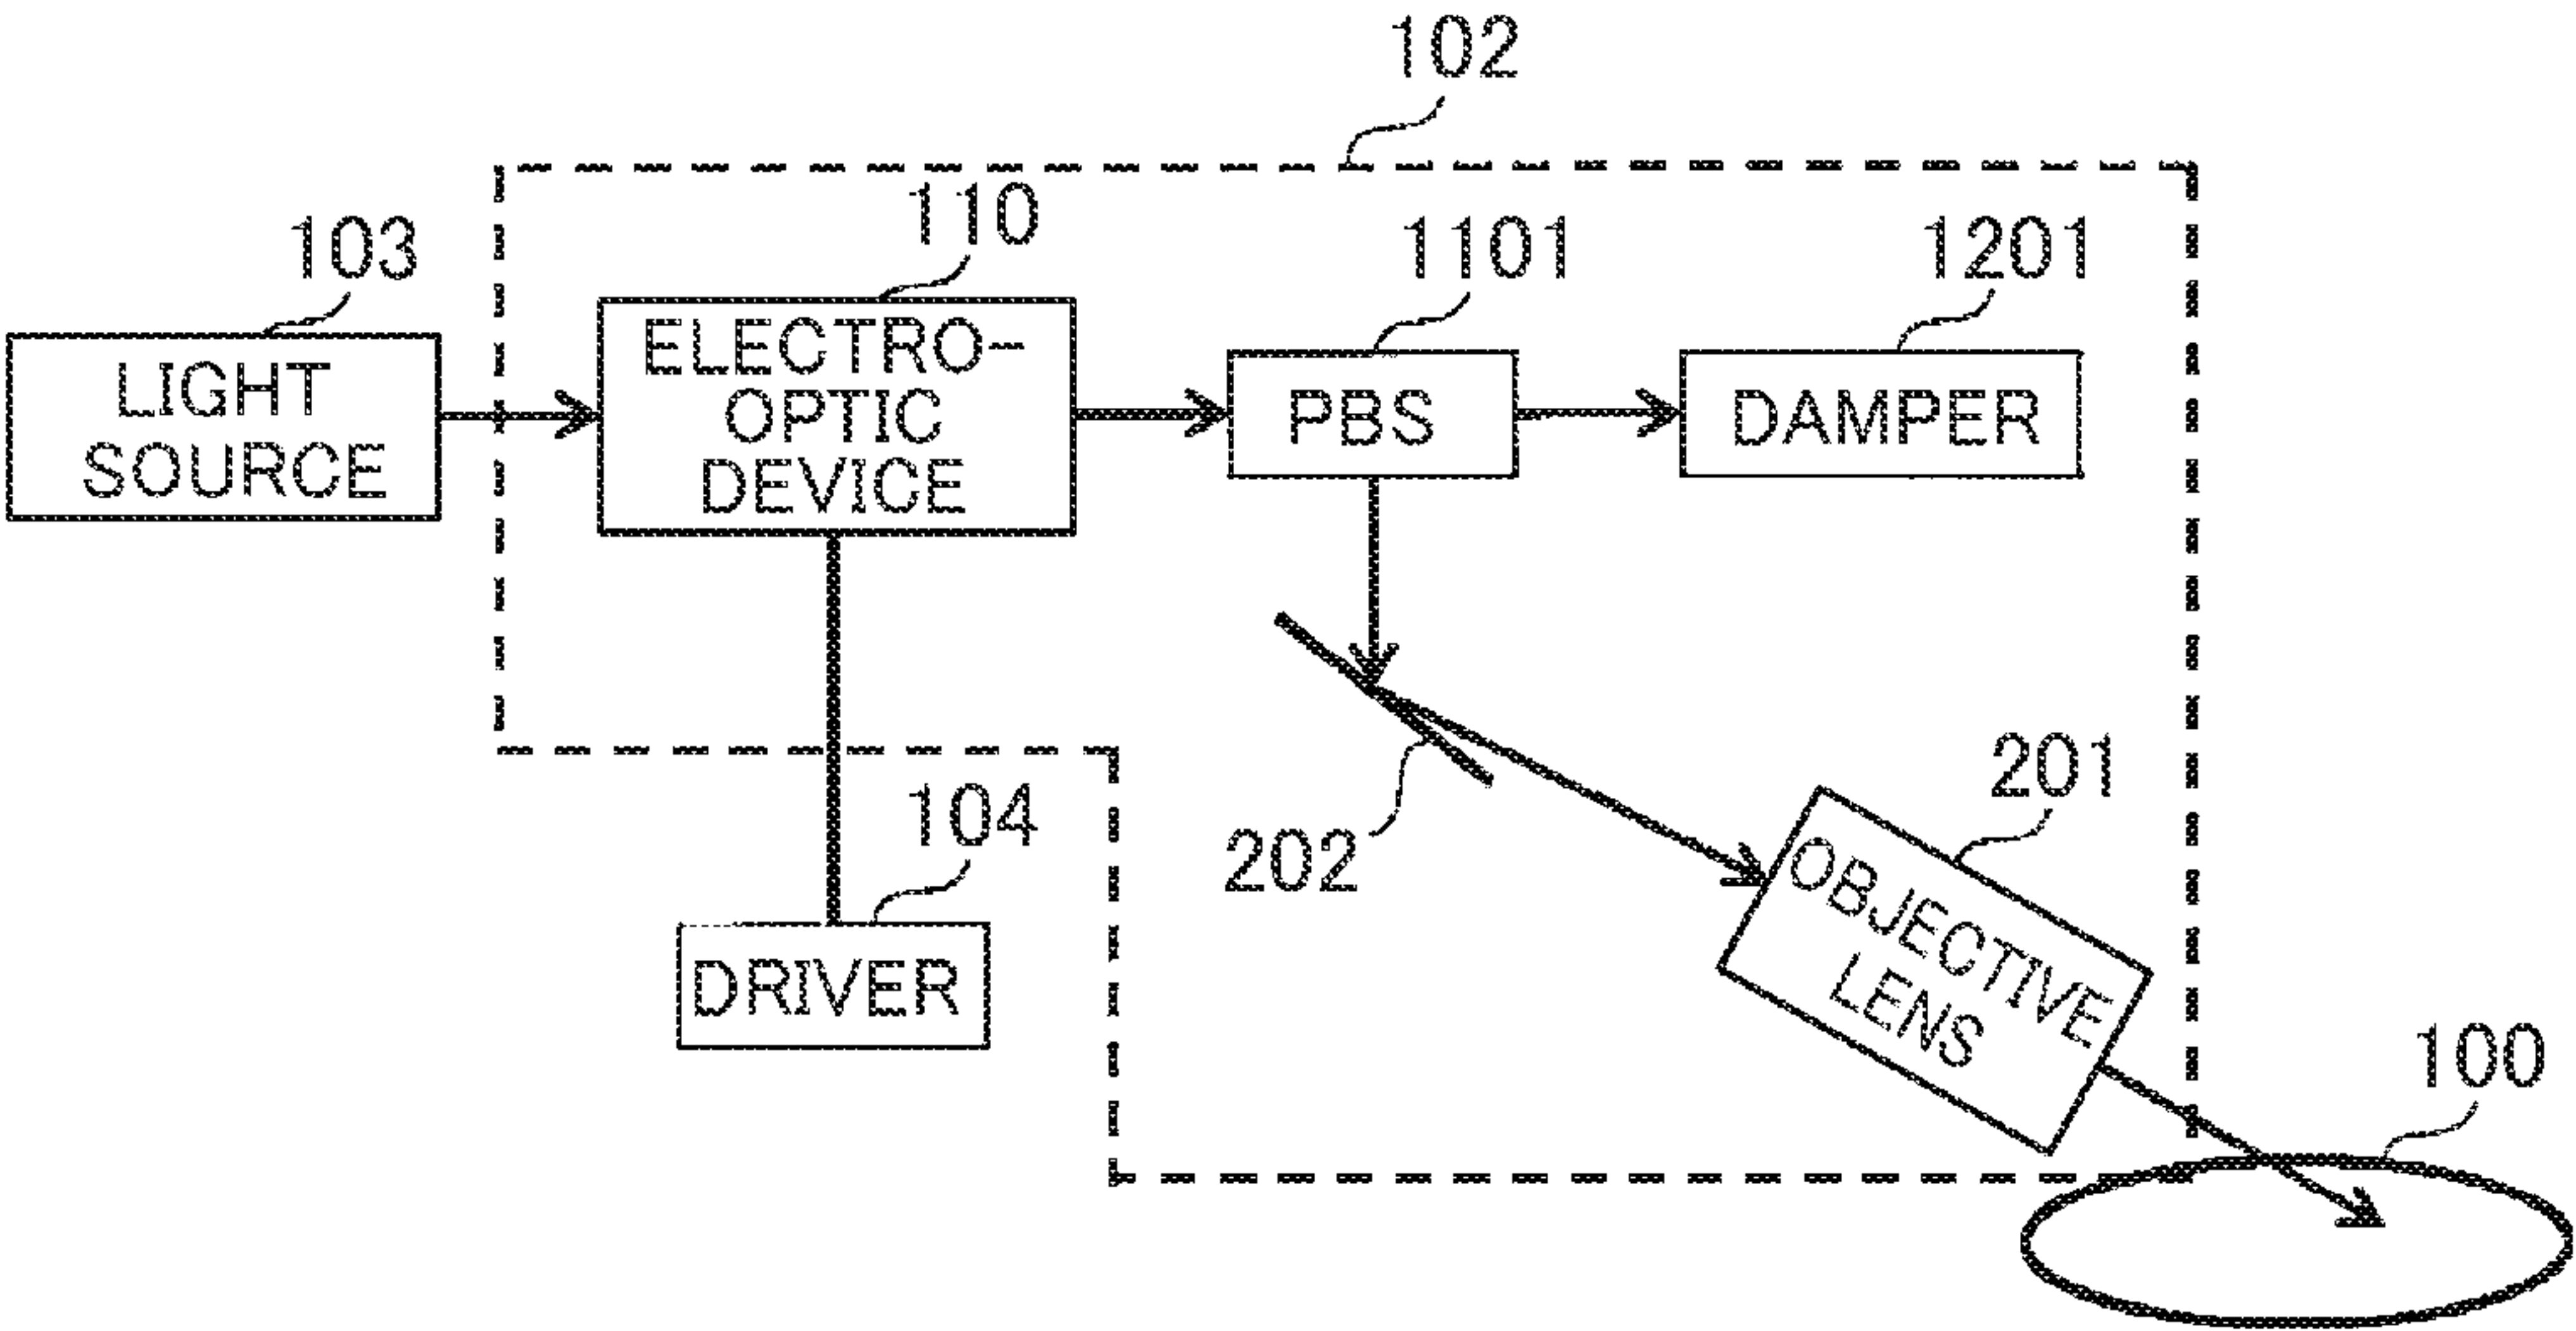 102
110
1101
1201
103
LIGHT
SOURCE
ELECTRO-
OPTIC
DEVICE
PBS
DAMPER
202
201
104
DRIVER
OBJECTIVE
LENS
100